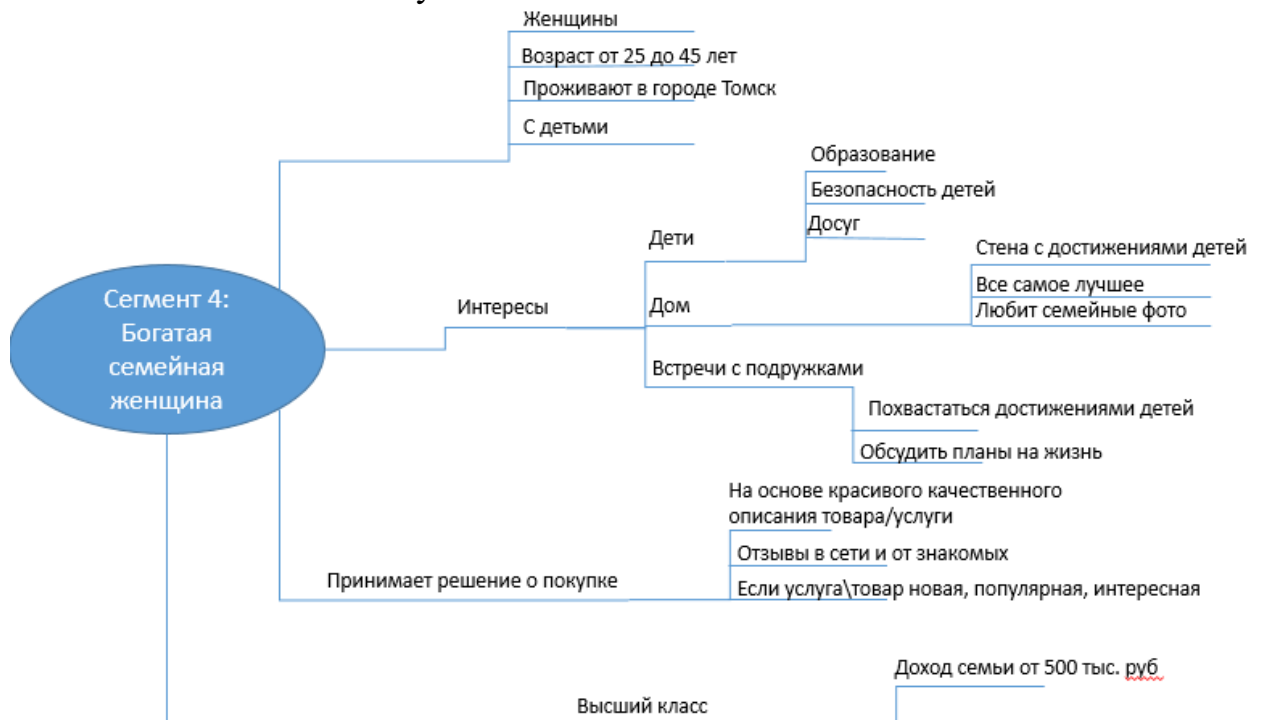 Женщины
Возраст от 25 до 45 лет
Проживают в городе Томск
С детьми
Образование
Безопасность детей
Досуг
Дети
Стена с достижениями детей
Все самое лучшее
Любит семейные фото
Сегмент 4:
Богатая
семейная
женщина
Интересы
Дом
Встречи с подружками
Похвастаться достижениями детей
Обсудить планы на жизнь
На основе красивого качественного
описания товара/услуги
Отзывы в сети и от знакомых
Принимает решение о покупке
Если услуга\товар новая, популярная, интересная
Доход семьи от 500 тыс. руб
Высший класс